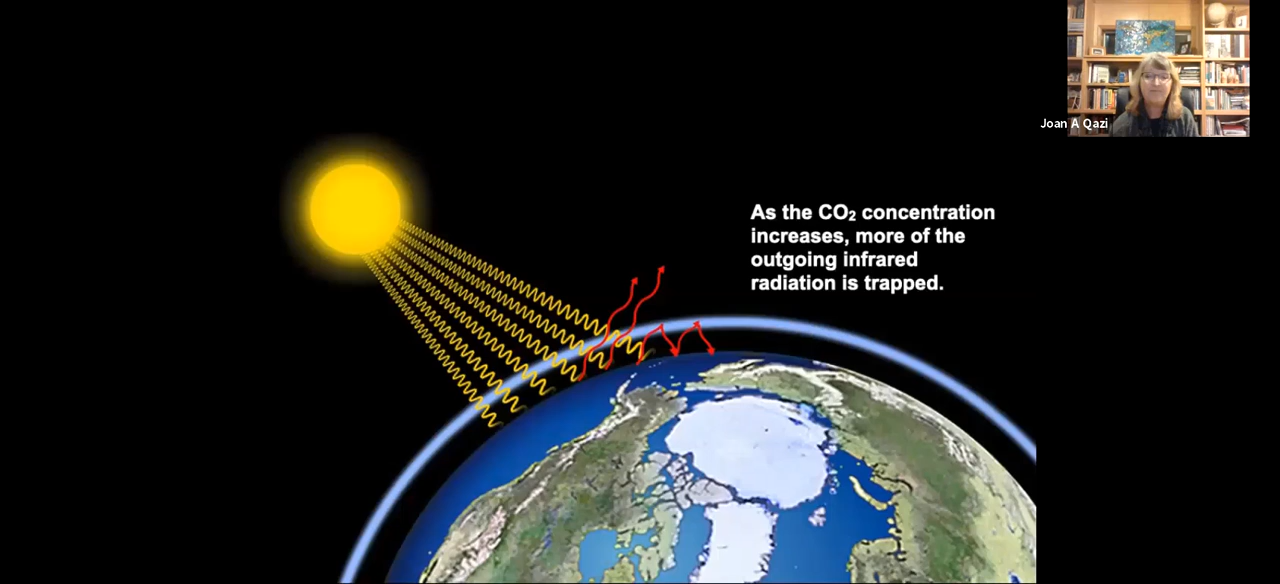 Joan A Qazi
As the CO₂ concentration
increases, more of the
outgoing infrared
radiation is trapped.